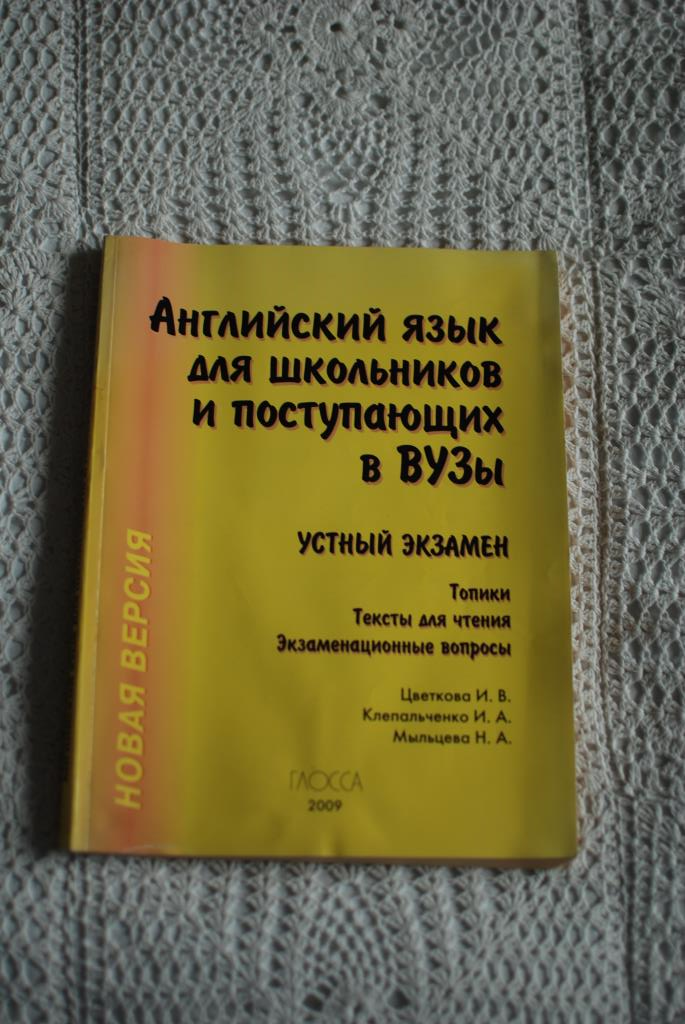 Английский язык
для школьников
и поступающих
в ВУЗы
УСТНЫЙ ЭКЗАМЕН
Топики
Тексты для чтения
Экзаменационные вопросы
Цветкова И. В.
Клепальченко И. А.
Мыльцева Н. А.
ГЛОССА
2009
НОВАЯ ВЕРСИЯ